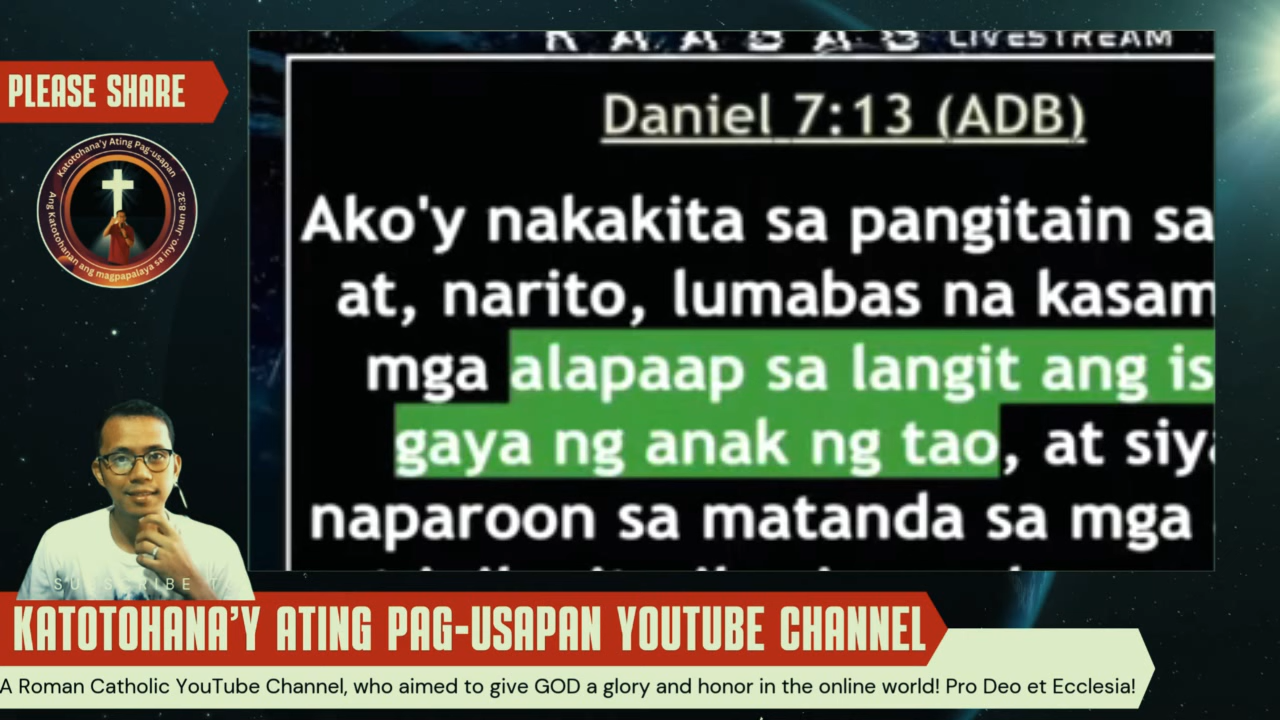 K A A B A G LIVESTREAM
PLEASE SHARE
Katotohana'y Ating Pag-usapan
Ang Katotohanan ang magpapalaya sa inyo. Juan 8:32
Daniel 7:13 (ADB)
Ako'y nakakita sa pangitain sa
at, narito, lumabas na kasam
mga alapaap sa langit ang is
gaya ng anak ng tao, at siy
naparoon sa matanda sa mga
SUBSCRIBE
KATOTOHANA'Y ATING PAG-USAPAN YOUTUBE CHANNEL
A Roman Catholic YouTube Channel, who aimed to give GOD a glory and honor in the online world! Pro Deo et Ecclesia!